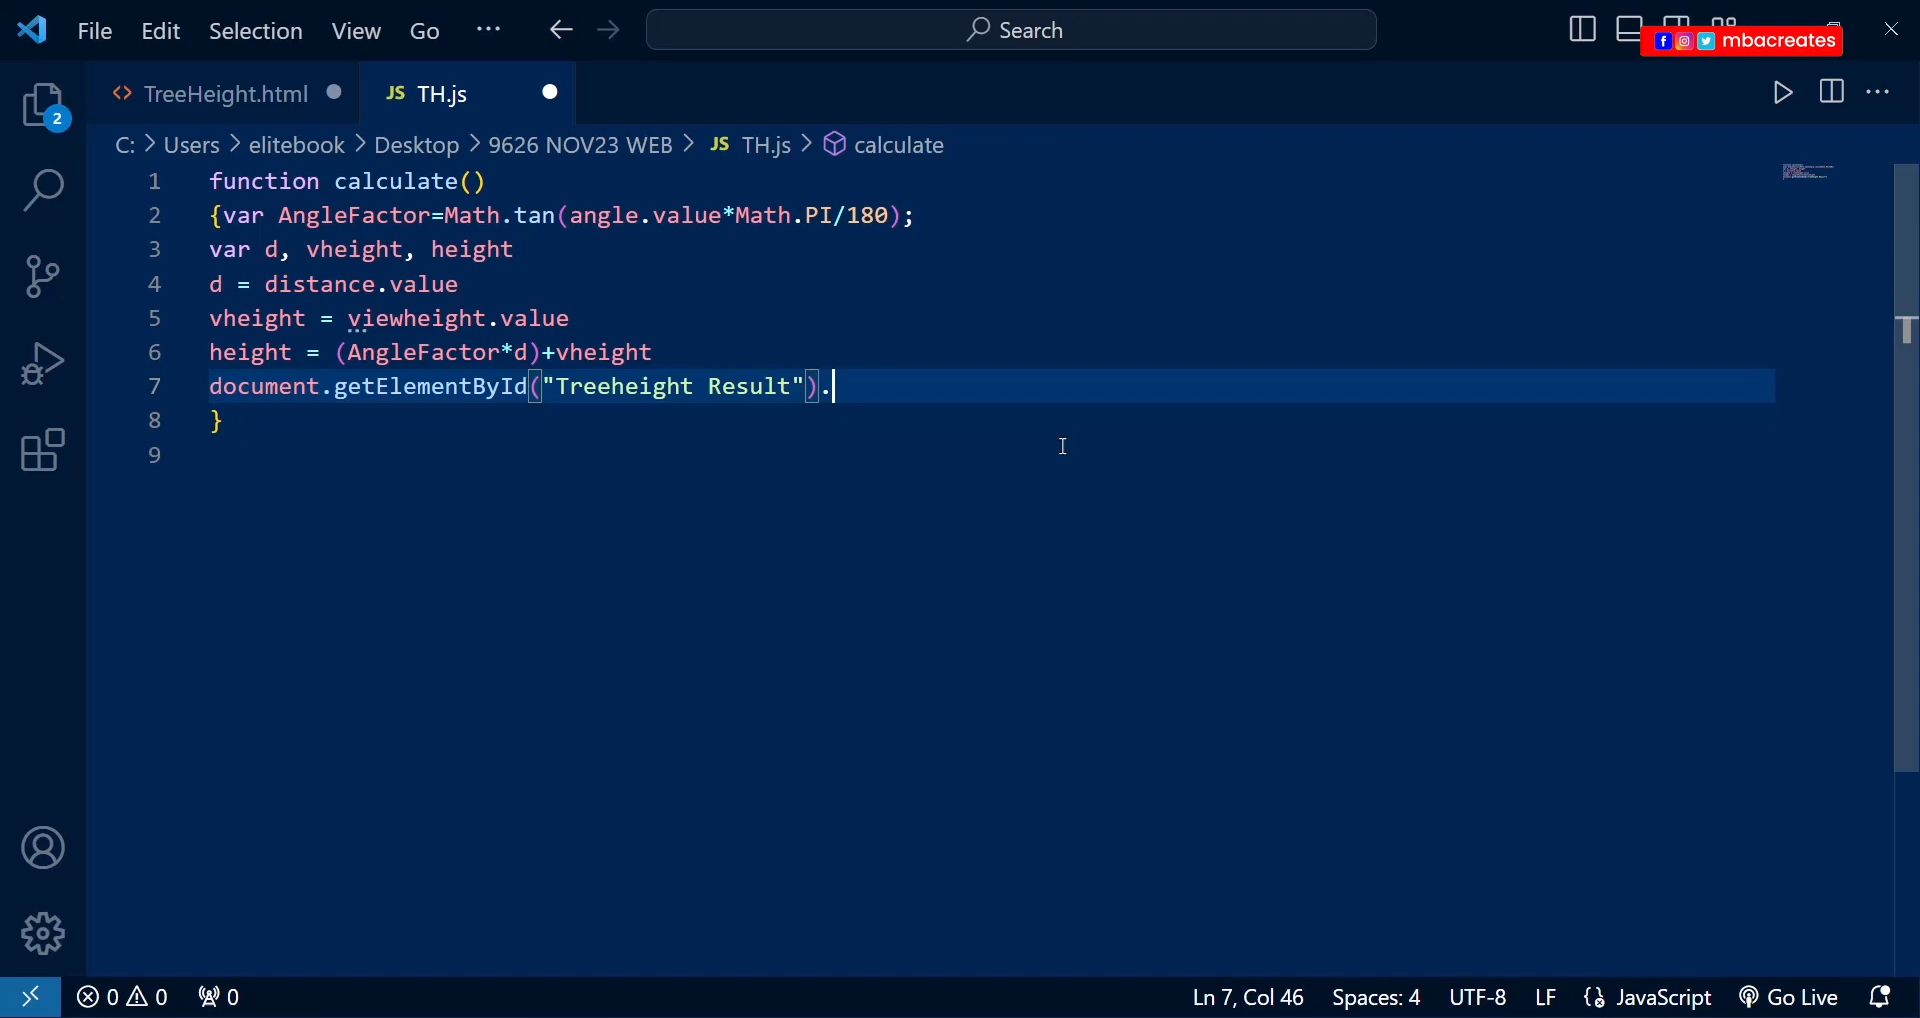 File Edit Selection View Go ··· Search
mbacreates
TreeHeight.html JS TH.js
2
C: > Users > elitebook > Desktop > 9626 NOV23 WEB > JS TH.js > calculate
1 function calculate()
2 {var AngleFactor=Math.tan(angle.value*Math.PI/180);
3 var d, vheight, height
4 d = distance.value
5 vheight = viewheight.value
6 height = (AngleFactor*d)+vheight
7 document.getElementById("Treeheight Result").
8 }
9
0 0 0 Ln 7, Col 46 Spaces: 4 UTF-8 LF JavaScript Go Live